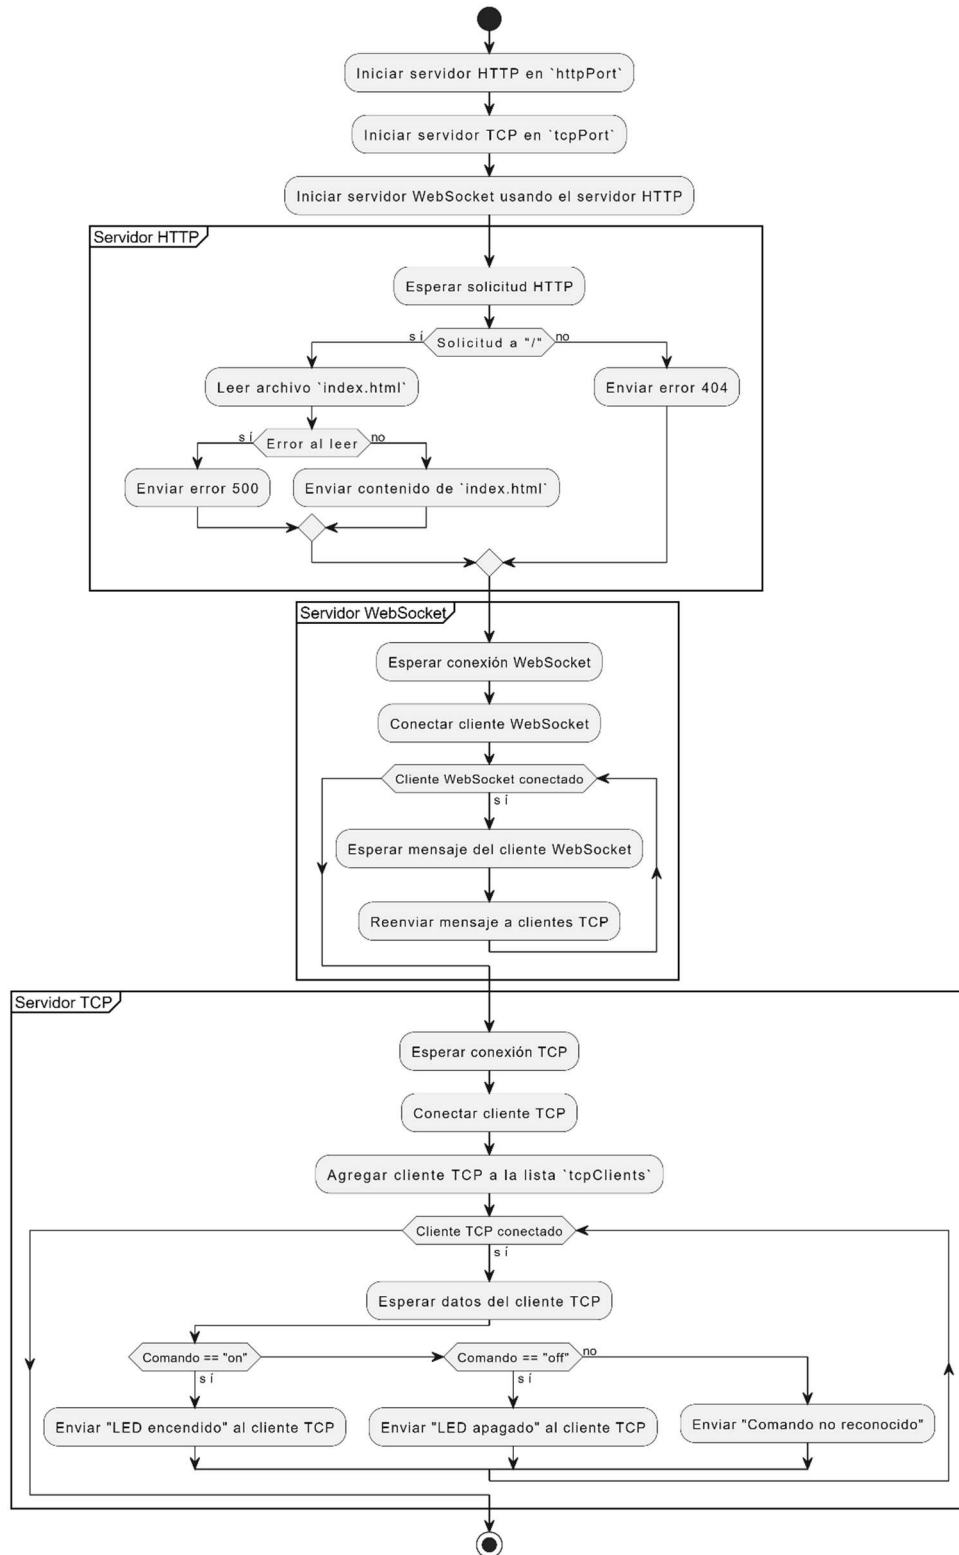 Iniciar servidor HTTP en `httpPort`
Iniciar servidor TCP en `tcpPort`
Iniciar servidor WebSocket usando el servidor HTTP
Servidor HTTP
Esperar solicitud HTTP
sí
Solicitud a "/"
no
Leer archivo `index.html`
Enviar error 404
sí
Error al leer
no
Enviar error 500
Enviar contenido de `index.html`
Servidor WebSocket
Esperar conexión WebSocket
Conectar cliente WebSocket
Cliente WebSocket conectado
sí
Esperar mensaje del cliente WebSocket
Reenviar mensaje a clientes TCP
Servidor TCP
Esperar conexión TCP
Conectar cliente TCP
Agregar cliente TCP a la lista `tcpClients`
Cliente TCP conectado
sí
Esperar datos del cliente TCP
Comando == "on"
Comando == "off"
no
sí
sí
Enviar "LED encendido" al cliente TCP
Enviar "LED apagado" al cliente TCP
Enviar "Comando no reconocido"